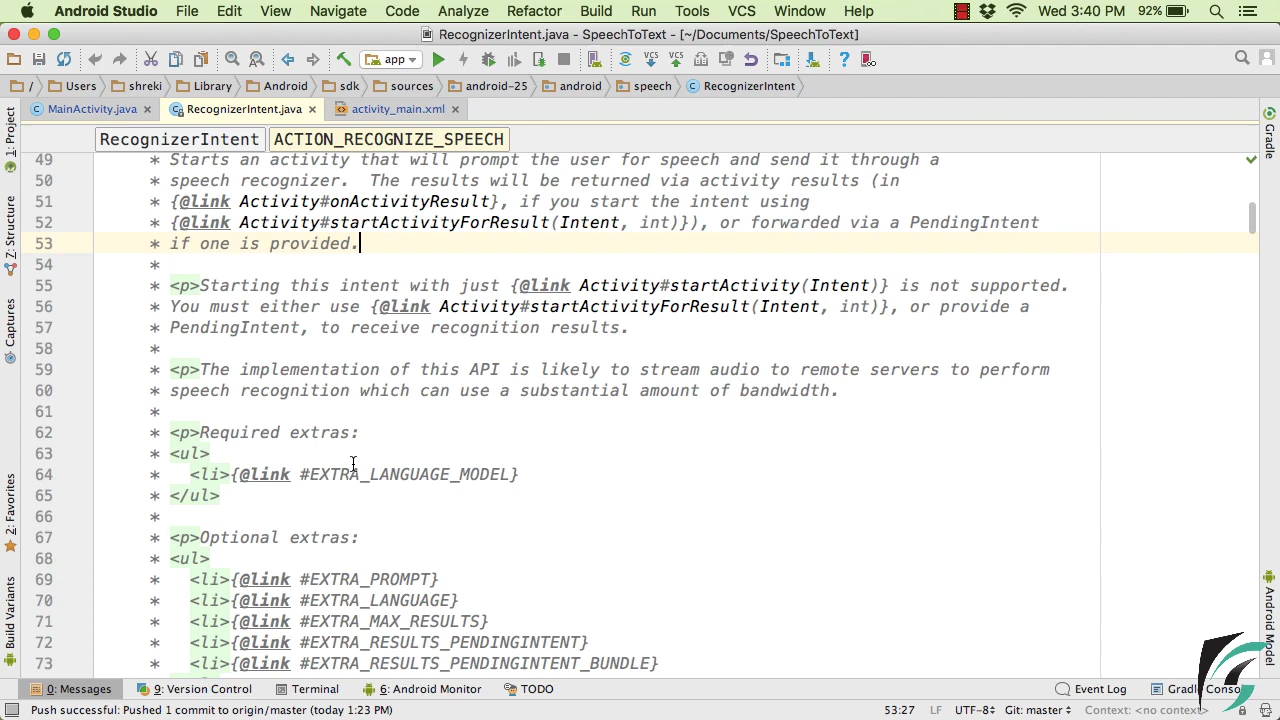 Android Studio File Edit View Navigate Code Analyze Refactor Build Run Tools VCS Window Help Wed 3:40 PM 92%
RecognizerIntent.java - SpeechToText - [~/Documents/SpeechToText]
app VCS VCS
/ Users shreki Library Android sdk sources android-25 android speech RecognizerIntent
MainActivity.java RecognizerIntent.java activity_main.xml
RecognizerIntent ACTION_RECOGNIZE_SPEECH
49 * Starts an activity that will prompt the user for speech and send it through a
50 * speech recognizer. The results will be returned via activity results (in
51 * {@link Activity#onActivityResult}, if you start the intent using
52 * {@link Activity#startActivityForResult(Intent, int)}), or forwarded via a PendingIntent
53 * if one is provided.
54 *
55 * <p>Starting this intent with just {@link Activity#startActivity(Intent)} is not supported.
56 * You must either use {@link Activity#startActivityForResult(Intent, int)}, or provide a
57 * PendingIntent, to receive recognition results.
58 *
59 * <p>The implementation of this API is likely to stream audio to remote servers to perform
60 * speech recognition which can use a substantial amount of bandwidth.
61 *
62 * <p>Required extras:
63 * <ul>
64 * <li>{@link #EXTRA_LANGUAGE_MODEL}
65 * </ul>
66 *
67 * <p>Optional extras:
68 * <ul>
69 * <li>{@link #EXTRA_PROMPT}
70 * <li>{@link #EXTRA_LANGUAGE}
71 * <li>{@link #EXTRA_MAX_RESULTS}
72 * <li>{@link #EXTRA_RESULTS_PENDINGINTENT}
73 * <li>{@link #EXTRA_RESULTS_PENDINGINTENT_BUNDLE}
1: Project
Z: Structure
Captures
2: Favorites
Build Variants
Gradle
Android Model
0: Messages 9: Version Control Terminal 6: Android Monitor TODO Event Log Gradle Conso
Push successful: Pushed 1 commit to origin/master (today 1:23 PM) 53:27 LF UTF-8 Git: master Context: <no context>